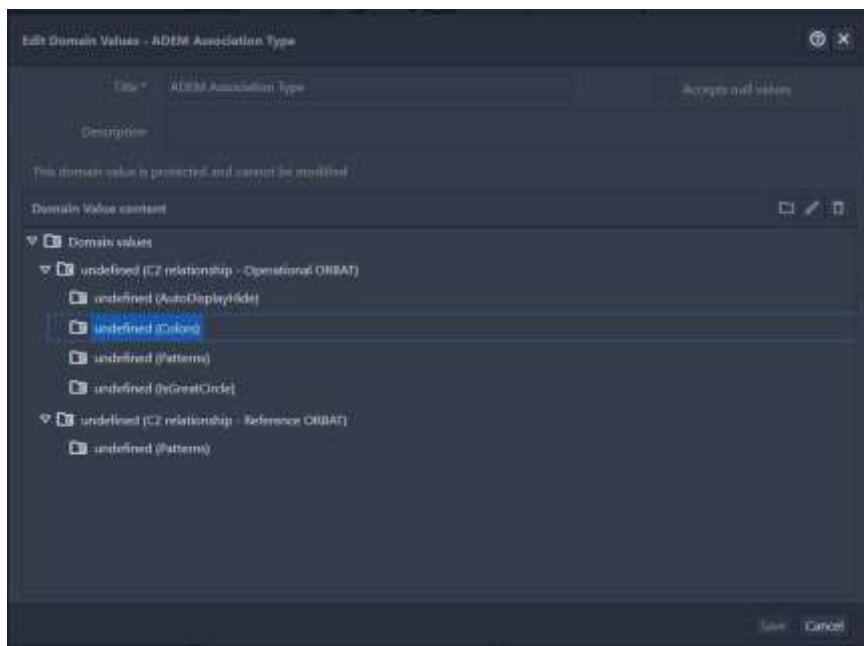 Edit Domain Values - ADEM Association Type
Title * ADEM Association Type Accepts null values
Description
This domain value is protected and cannot be modified
Domain Value content
Domain values
undefined (C2 relationship - Operational ORBAT)
undefined (AutoDisplayHide)
undefined (Colors)
undefined (Patterns)
undefined (IsGreatCircle)
undefined (C2 relationship - Reference ORBAT)
undefined (Patterns)
Save Cancel